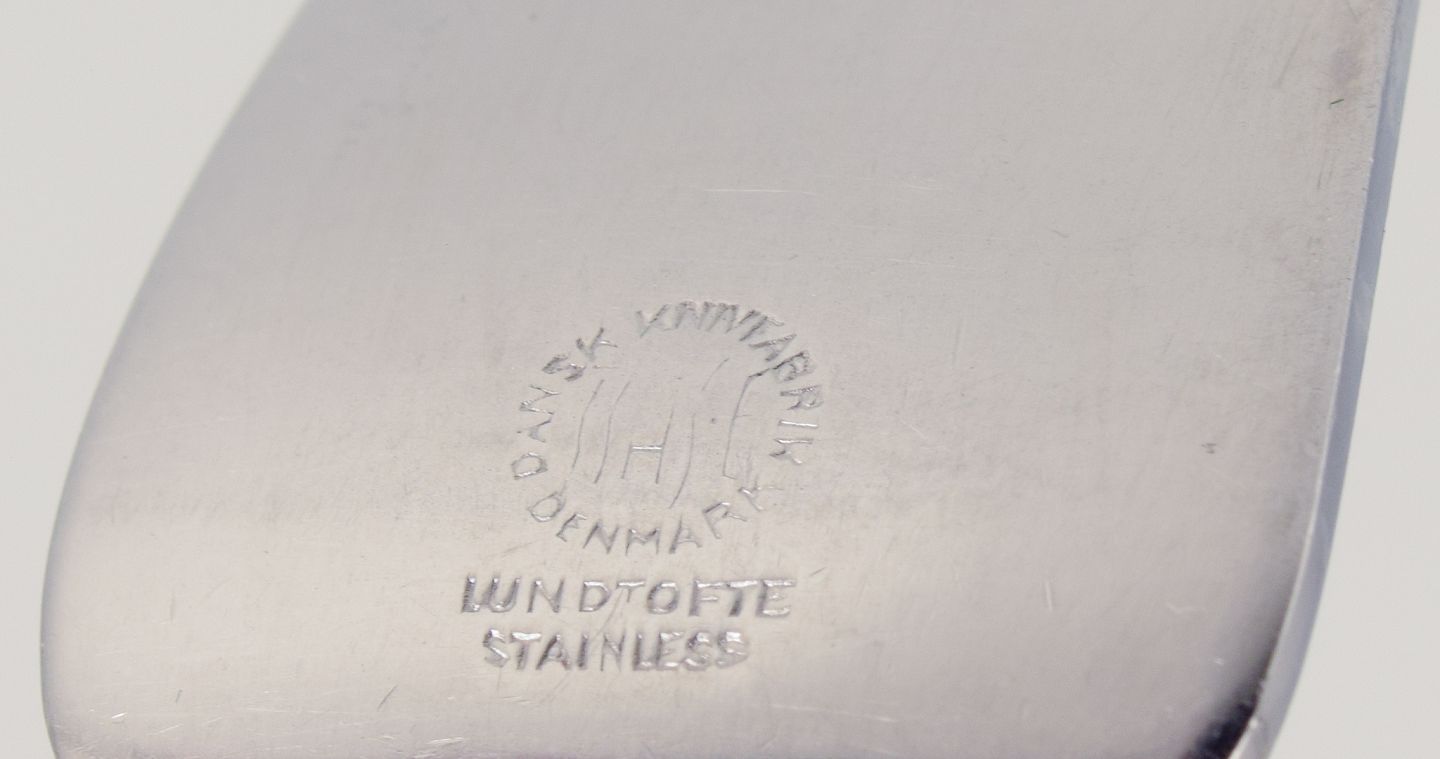 DANSK KNIVFABRIK
H
DENMARK
LUNDTOFTE
STAINLESS